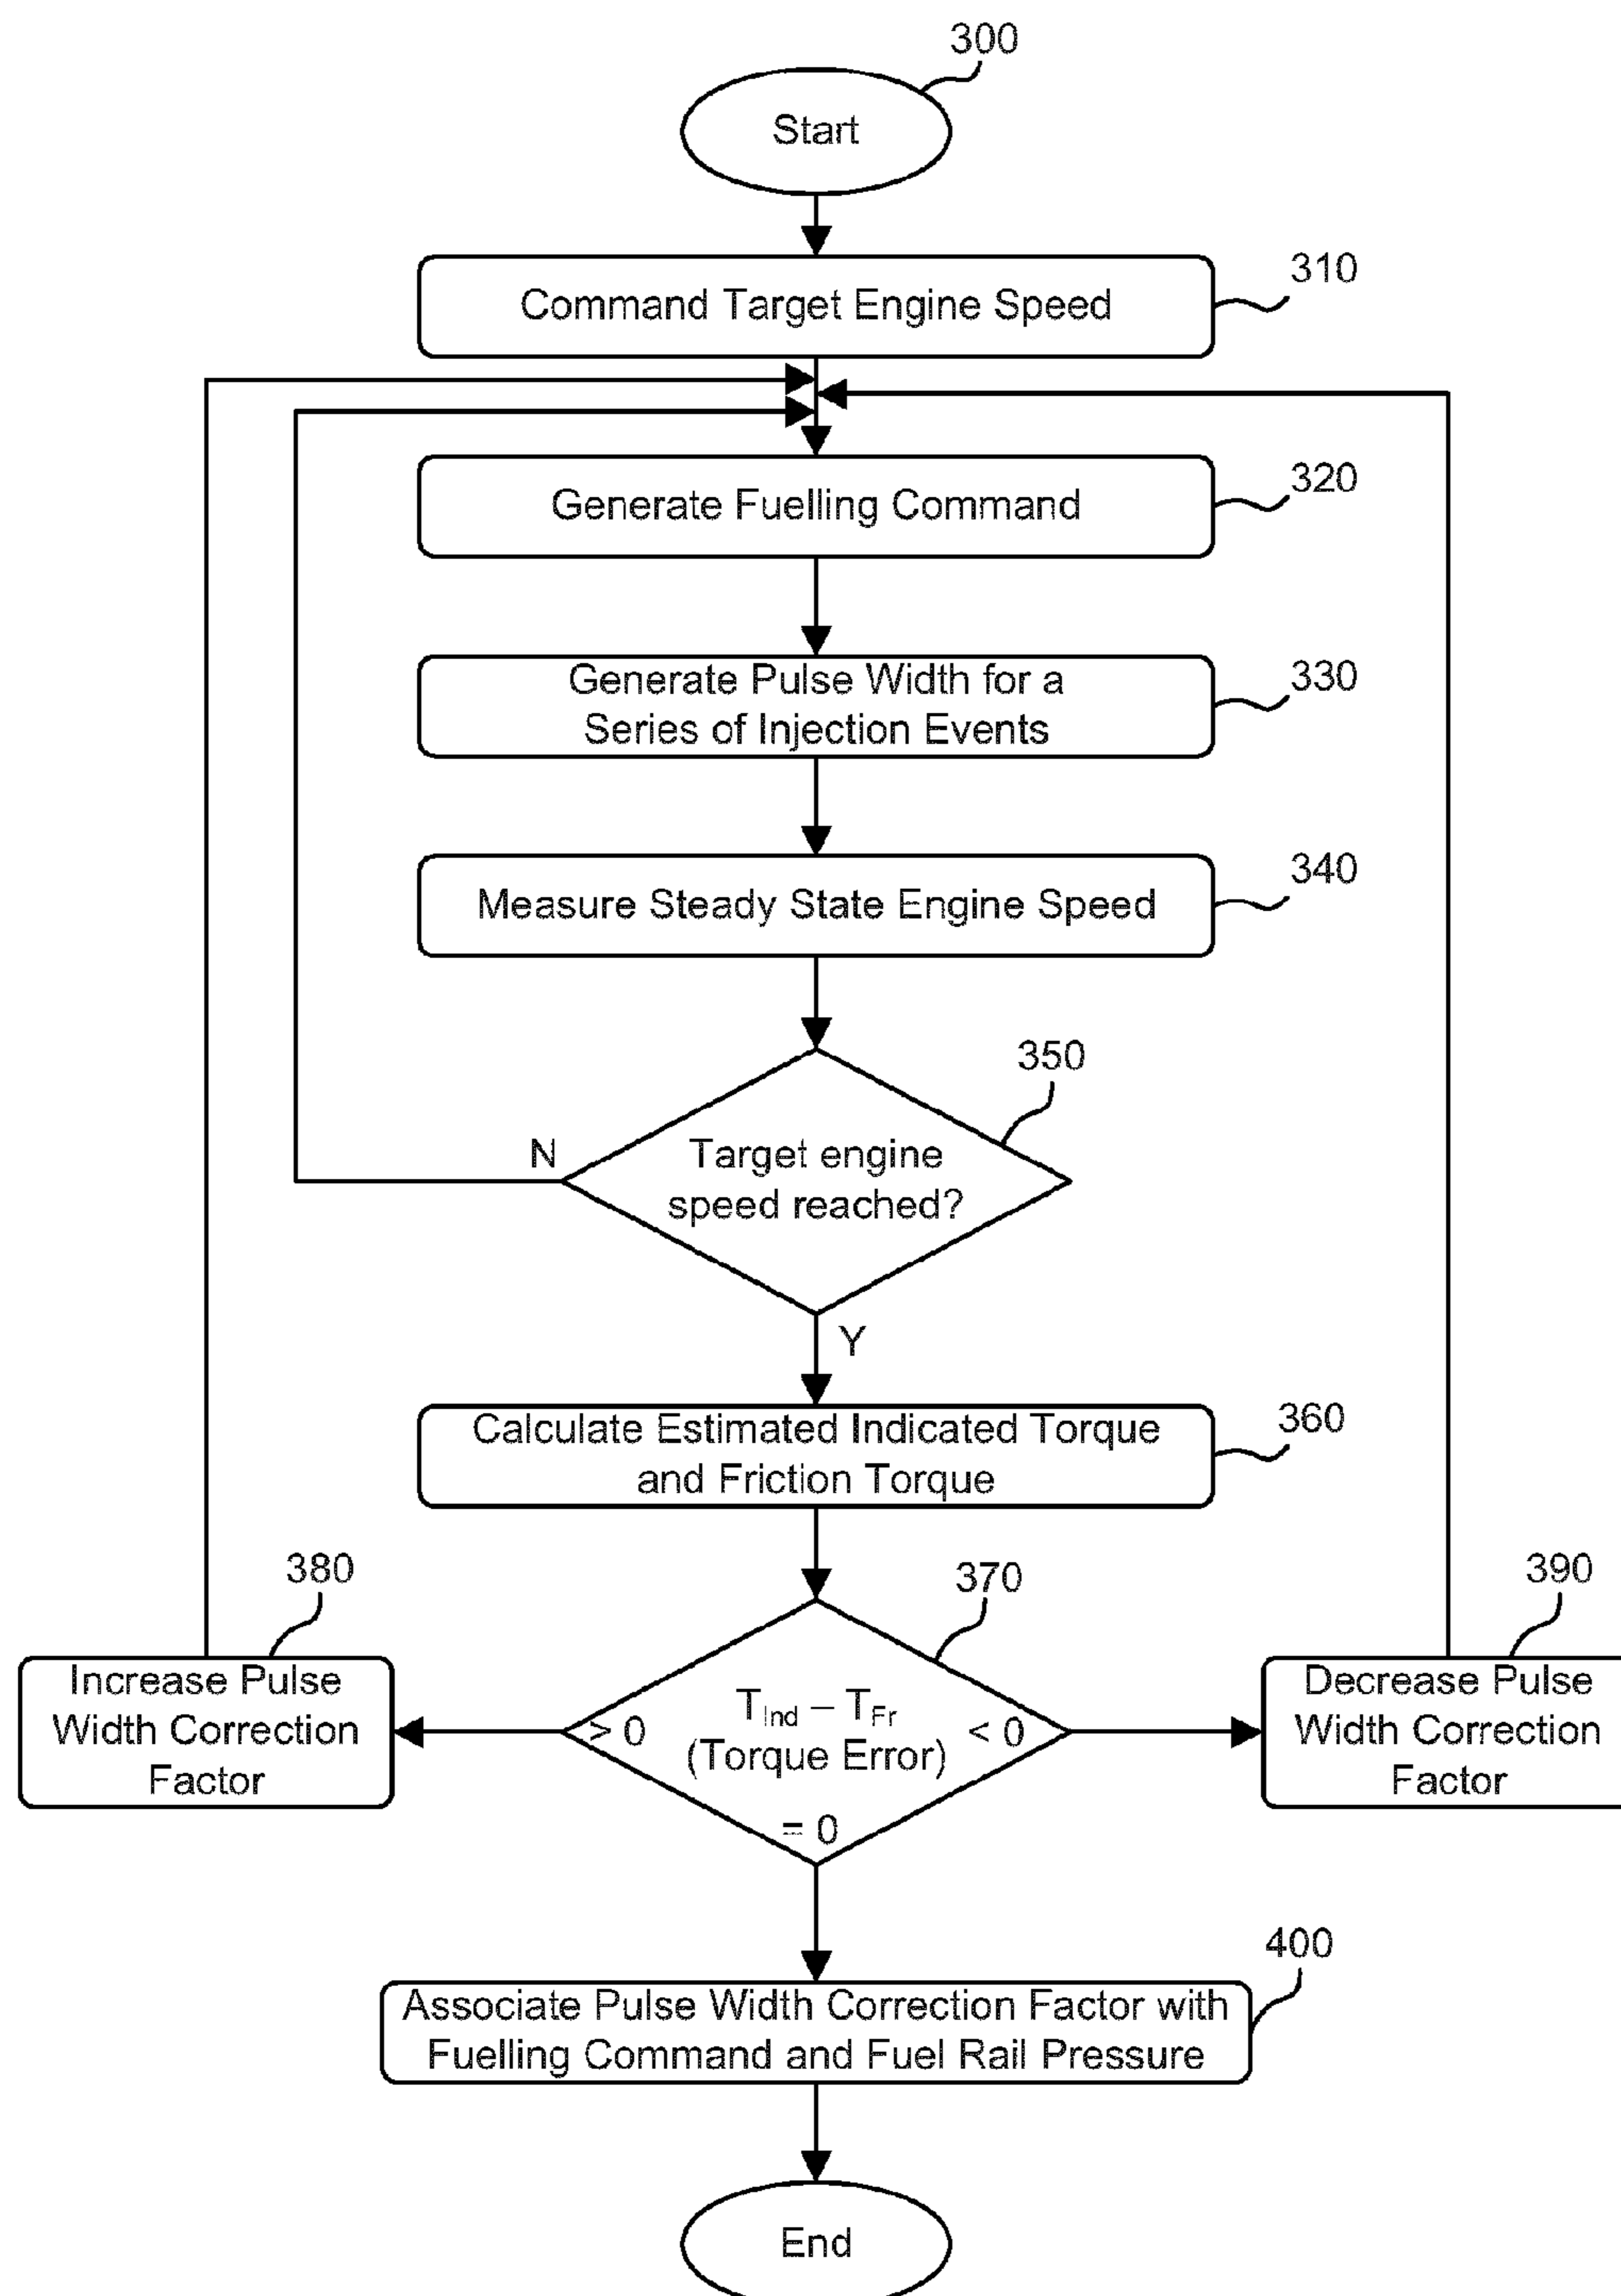 300
Start
310
Command Target Engine Speed
320
Generate Fuelling Command
330
Generate Pulse Width for a
Series of Injection Events
340
Measure Steady State Engine Speed
350
N
Target engine
speed reached?
Y
360
Calculate Estimated Indicated Torque
and Friction Torque
380
370
390
Increase Pulse
Width Correction
Factor
> 0
T_Ind – T_Fr
(Torque Error)
< 0
= 0
Decrease Pulse
Width Correction
Factor
400
Associate Pulse Width Correction Factor with
Fuelling Command and Fuel Rail Pressure
End